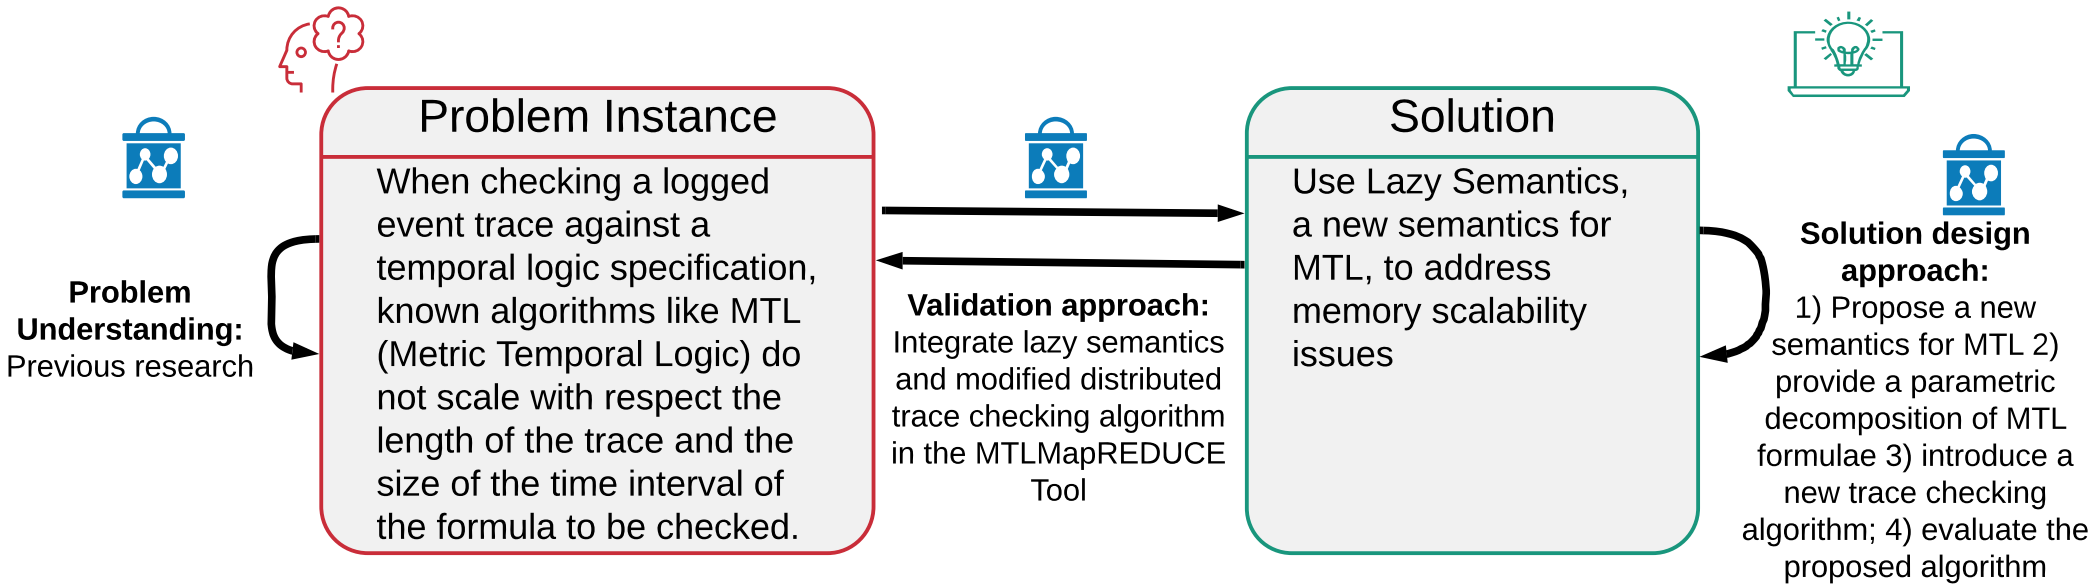 ?
Problem Instance
When checking a logged
event trace against a
temporal logic specification,
known algorithms like MTL
(Metric Temporal Logic) do
not scale with respect the
length of the trace and the
size of the time interval of
the formula to be checked.
Problem
Understanding:
Previous research
Validation approach:
Integrate lazy semantics
and modified distributed
trace checking algorithm
in the MTLMapREDUCE
Tool
Solution
Use Lazy Semantics,
a new semantics for
MTL, to address
memory scalability
issues
Solution design
approach:
1) Propose a new
semantics for MTL 2)
provide a parametric
decomposition of MTL
formulae 3) introduce a
new trace checking
algorithm; 4) evaluate the
proposed algorithm